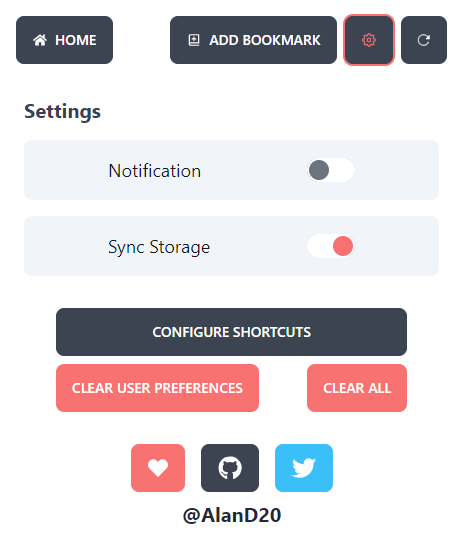 HOME
ADD BOOKMARK
Settings
Notification
Sync Storage
CONFIGURE SHORTCUTS
CLEAR USER PREFERENCES
CLEAR ALL
@AlanD20